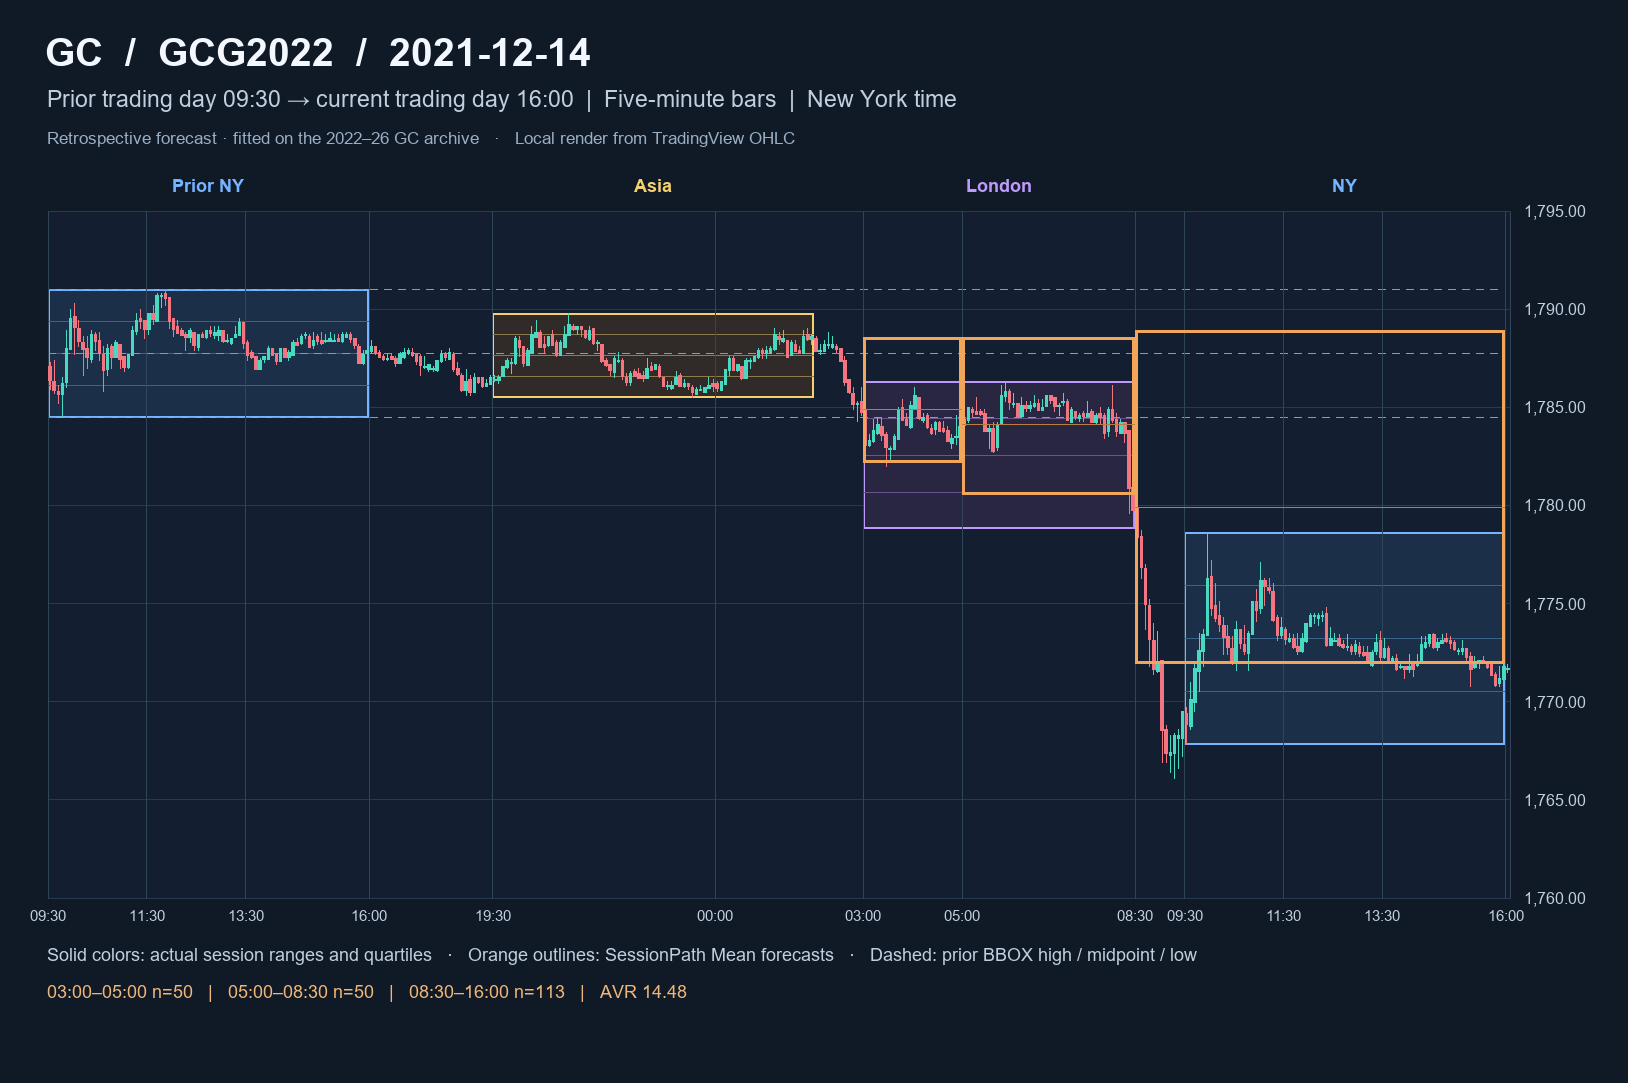 GC / GCG2022 / 2021-12-14
Prior trading day 09:30 → current trading day 16:00 | Five-minute bars | New York time
Retrospective forecast · fitted on the 2022–26 GC archive · Local render from TradingView OHLC
Prior NY Asia London NY
1,795.00
1,790.00
1,785.00
1,780.00
1,775.00
1,770.00
1,765.00
1,760.00
09:30 11:30 13:30 16:00 19:30 00:00 03:00 05:00 08:30 09:30 11:30 13:30 16:00
Solid colors: actual session ranges and quartiles · Orange outlines: SessionPath Mean forecasts · Dashed: prior BBOX high / midpoint / low
03:00–05:00 n=50 | 05:00–08:30 n=50 | 08:30–16:00 n=113 | AVR 14.48